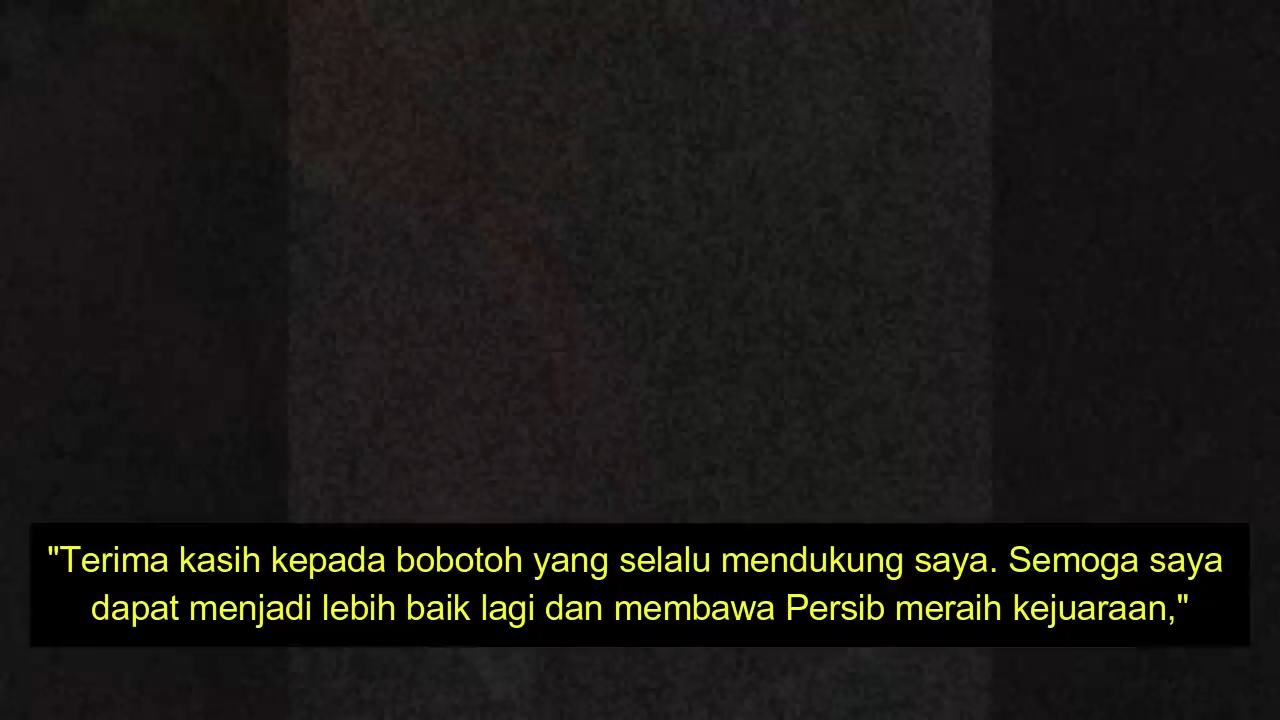 "Terima kasih kepada bobotoh yang selalu mendukung saya. Semoga saya
dapat menjadi lebih baik lagi dan membawa Persib meraih kejuaraan,"